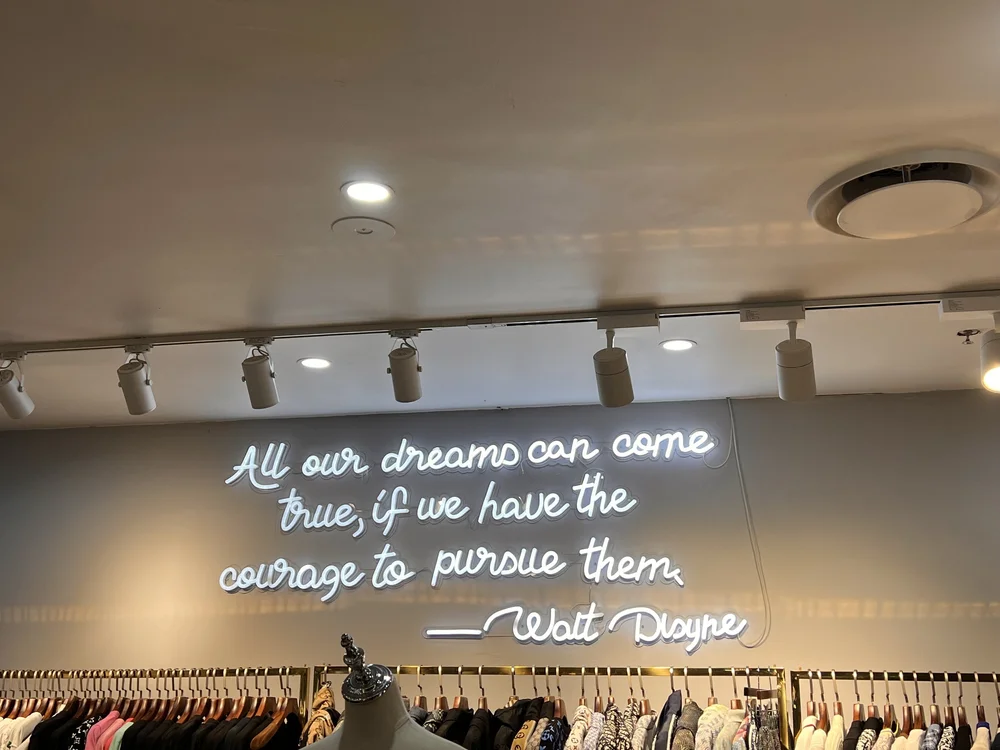 All our dreams can come
true, if we have the
courage to pursue them.
— Walt Disyne